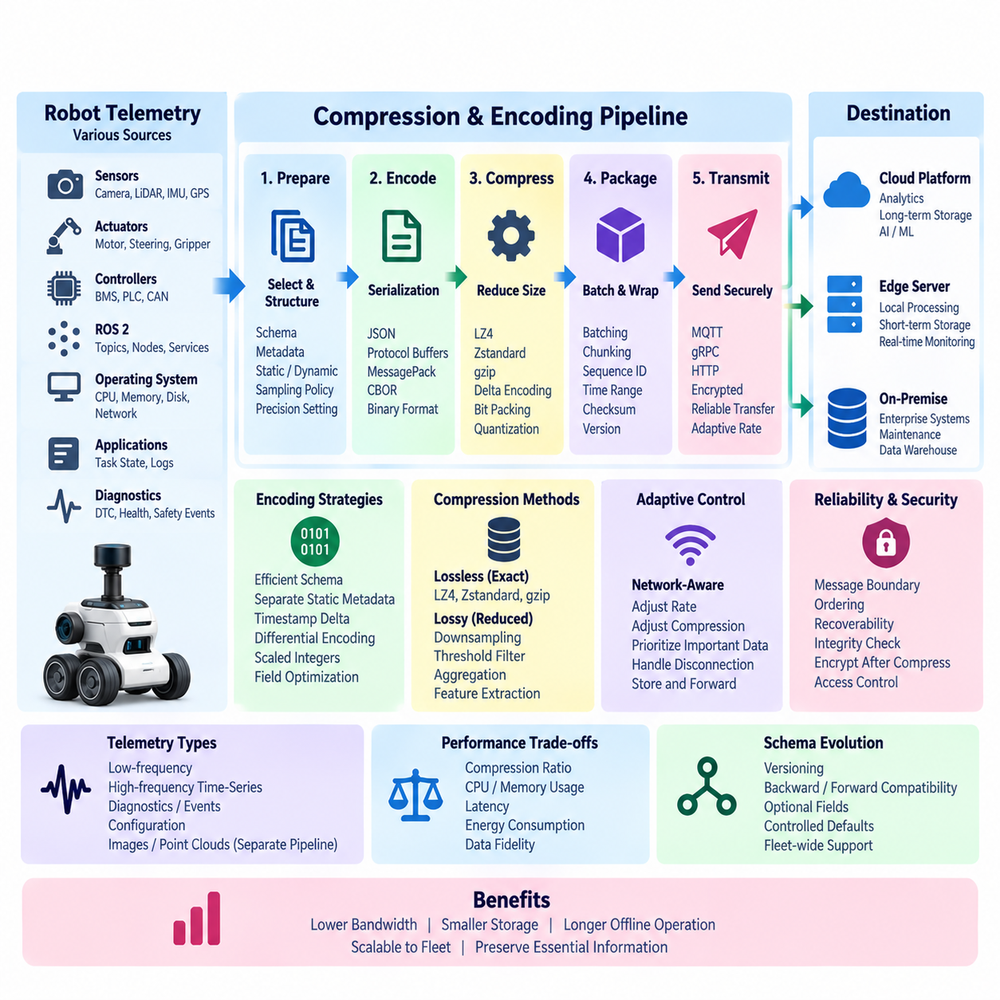 Robot Telemetry
Various Sources
Sensors
Camera, LiDAR, IMU, GPS
Actuators
Motor, Steering, Gripper
Controllers
BMS, PLC, CAN
ROS 2
Topics, Nodes, Services
Operating System
CPU, Memory, Disk,
Network
Applications
Task State, Logs
Diagnostics
DTC, Health, Safety Events
Compression & Encoding Pipeline
1. Prepare
Select &
Structure
Schema
Metadata
Static / Dynamic
Sampling Policy
Precision Setting
2. Encode
Serialization
JSON
Protocol Buffers
MessagePack
CBOR
Binary Format
3. Compress
Reduce Size
LZ4
Zstandard
gzip
Delta Encoding
Bit Packing
Quantization
4. Package
Batch & Wrap
Batching
Chunking
Sequence ID
Time Range
Checksum
Version
5. Transmit
Send Securely
MQTT
gRPC
HTTP
Encrypted
Reliable Transfer
Adaptive Rate
Destination
Cloud Platform
Analytics
Long-term Storage
AI / ML
Edge Server
Local Processing
Short-term Storage
Real-time Monitoring
On-Premise
Enterprise Systems
Maintenance
Data Warehouse
Encoding Strategies
0101
0101
Efficient Schema
Separate Static Metadata
Timestamp Delta
Differential Encoding
Scaled Integers
Field Optimization
Compression Methods
Lossless (Exact)
LZ4, Zstandard, gzip
Lossy (Reduced)
Downsampling
Threshold Filter
Aggregation
Feature Extraction
Adaptive Control
Network-Aware
Adjust Rate
Adjust Compression
Prioritize Important Data
Handle Disconnection
Store and Forward
Reliability & Security
Message Boundary
Ordering
Recoverability
Integrity Check
Encrypt After Compress
Access Control
Telemetry Types
Low-frequency
High-frequency Time-Series
Diagnostics / Events
Configuration
Images / Point Clouds (Separate Pipeline)
Performance Trade-offs
Compression Ratio
CPU / Memory Usage
Latency
Energy Consumption
Data Fidelity
Schema Evolution
Versioning
Backward / Forward Compatibility
Optional Fields
Controlled Defaults
Fleet-wide Support
Benefits
Lower Bandwidth | Smaller Storage | Longer Offline Operation
Scalable to Fleet | Preserve Essential Information